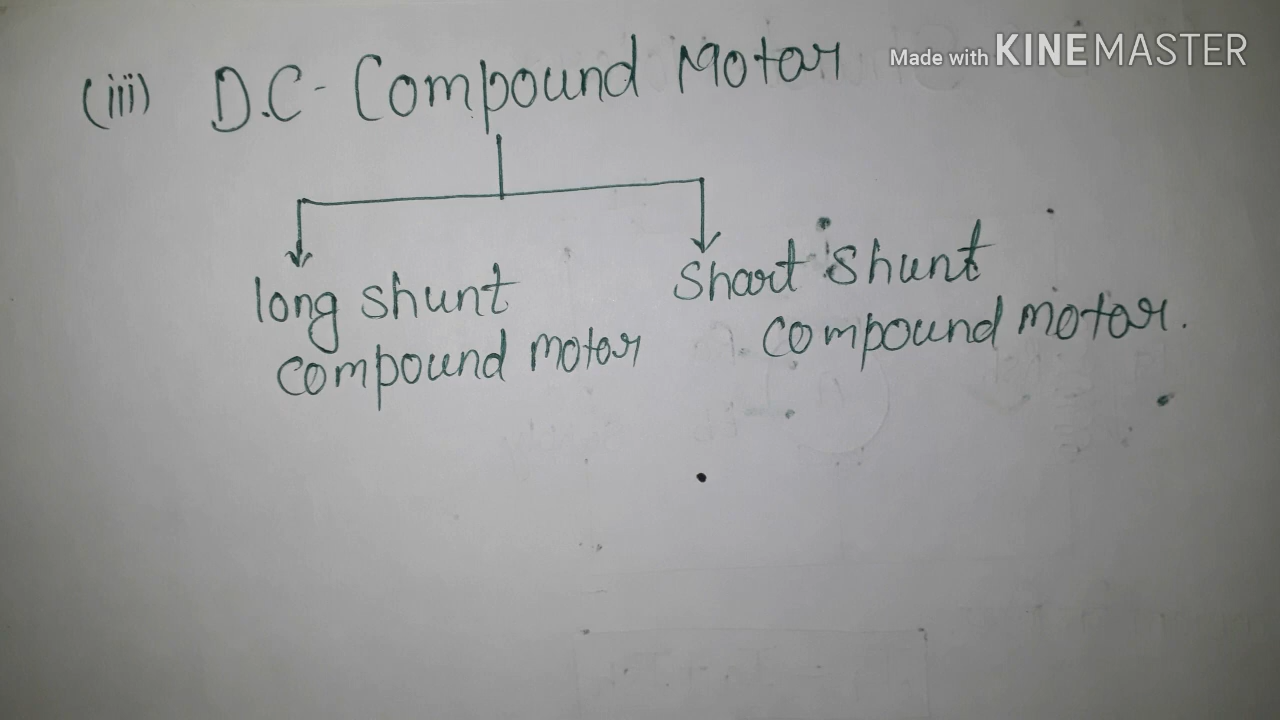 Made with KINEMASTER
(iii) D.C- Compound Motor
long shunt
compound motor
Short shunt
compound motor.